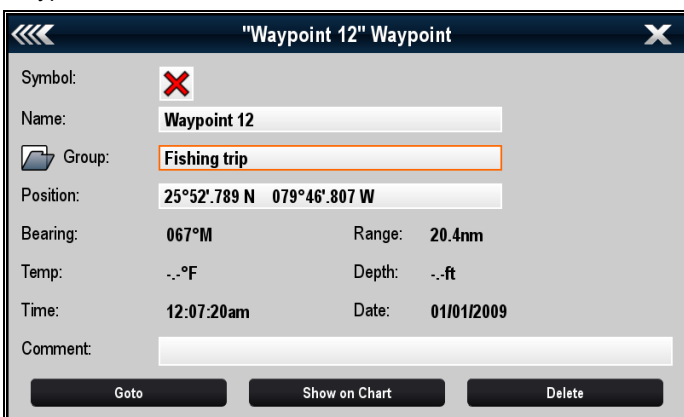 "Waypoint 12" Waypoint
Symbol:
Name: Waypoint 12
Group: Fishing trip
Position: 25°52'.789 N 079°46'.807 W
Bearing: 067°M Range: 20.4nm
Temp: -.-°F Depth: -.-ft
Time: 12:07:20am Date: 01/01/2009
Comment:
Goto Show on Chart Delete